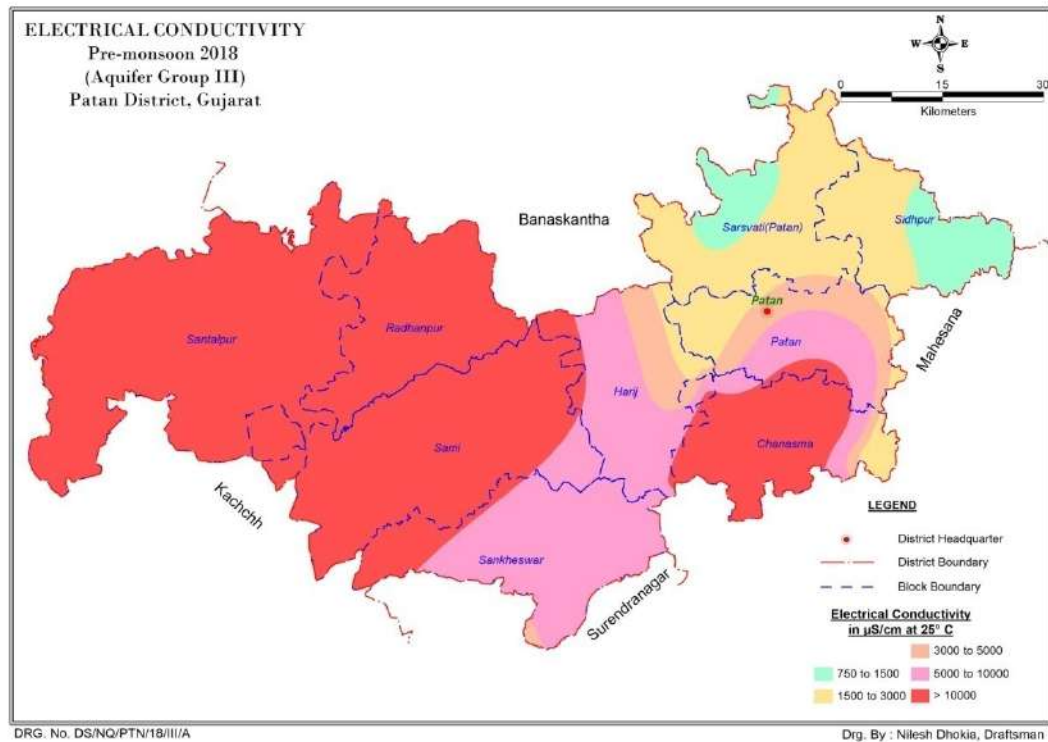 ELECTRICAL CONDUCTIVITY
Pre-monsoon 2018
(Aquifer Group III)
Patan District, Gujarat
N
W E
S
0 15 30
Kilometers
Banaskantha
Sarsvati(Patan)
Sidhpur
Patan
Santalpur
Radhanpur
Patan
Mahesana
Harij
Sami
Chanasma
Kachchh
Sankheswar
Surendranagar
LEGEND
District Headquarter
District Boundary
Block Boundary
Electrical Conductivity
in µS/cm at 25° C
3000 to 5000
750 to 1500
5000 to 10000
1500 to 3000
> 10000
DRG. No. DS/NQ/PTN/18/III/A
Drg. By : Nilesh Dhokia, Draftsman